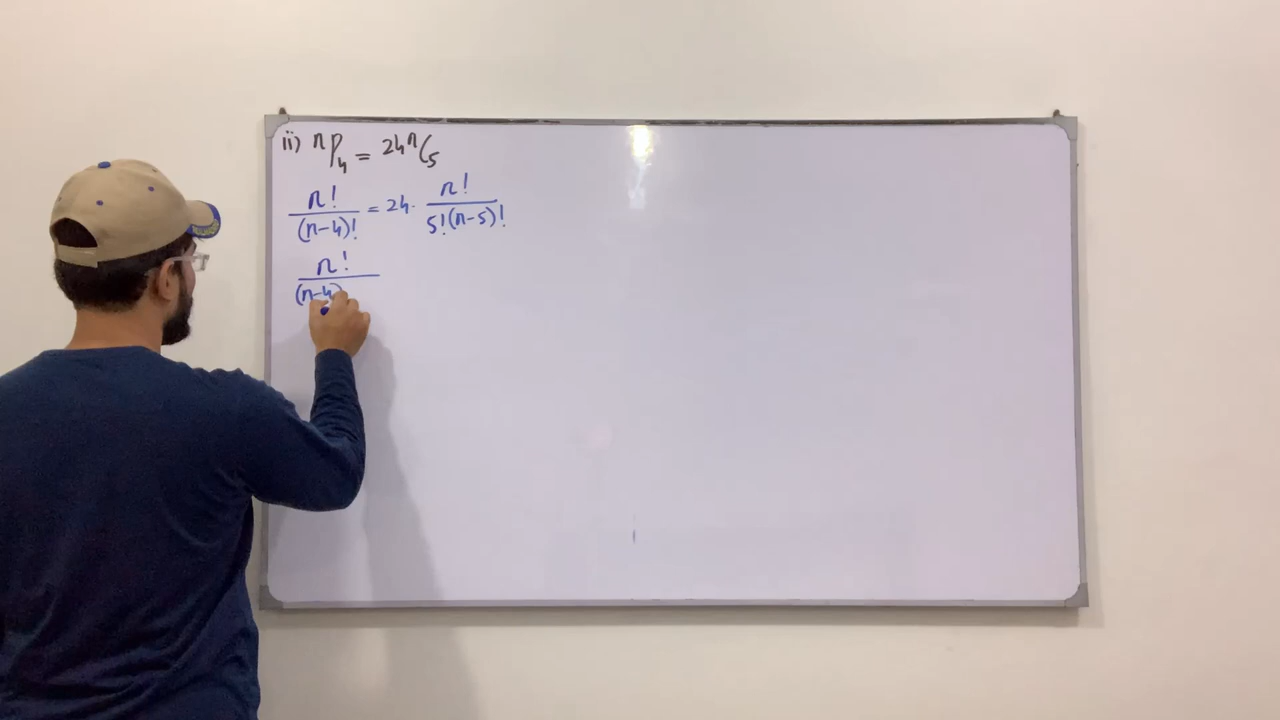 ii) ⁿP₄ = 24 ⁿC₅
n!/(n-4)! = 24 · n!/5!(n-5)!
n!/(n-4)